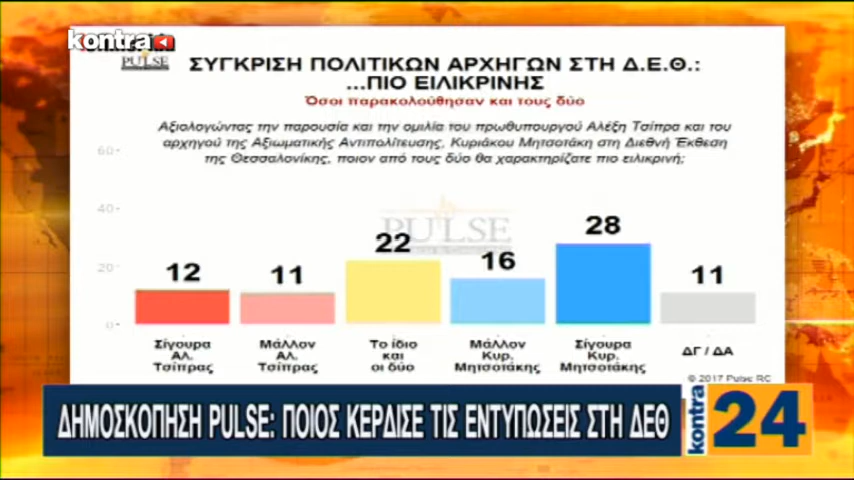 kontra
PULSE
ΣΥΓΚΡΙΣΗ ΠΟΛΙΤΙΚΩΝ ΑΡΧΗΓΩΝ ΣΤΗ Δ.Ε.Θ.:
...ΠΙΟ ΕΙΛΙΚΡΙΝΗΣ
Όσοι παρακολούθησαν και τους δύο
Αξιολογώντας την παρουσία και την ομιλία του πρωθυπουργού Αλέξη Τσίπρα και του
αρχηγού της Αξιωματικής Αντιπολίτευσης, Κυριάκου Μητσοτάκη στη Διεθνή Έκθεση
της Θεσσαλονίκης, ποιον από τους δύο θα χαρακτηρίζατε πιο ειλικρινή;
60
40
20
0
PULSE
12
11
22
16
28
11
Σίγουρα
Αλ.
Τσίπρας
Μάλλον
Αλ.
Τσίπρας
Το ίδιο
και
οι δύο
Μάλλον
Κυρ.
Μητσοτάκης
Σίγουρα
Κυρ.
Μητσοτάκης
ΔΓ / ΔΑ
© 2017 Pulse RC
ΔΗΜΟΣΚΟΠΗΣΗ PULSE: ΠΟΙΟΣ ΚΕΡΔΙΣΕ ΤΙΣ ΕΝΤΥΠΩΣΕΙΣ ΣΤΗ ΔΕΘ
kontra
24